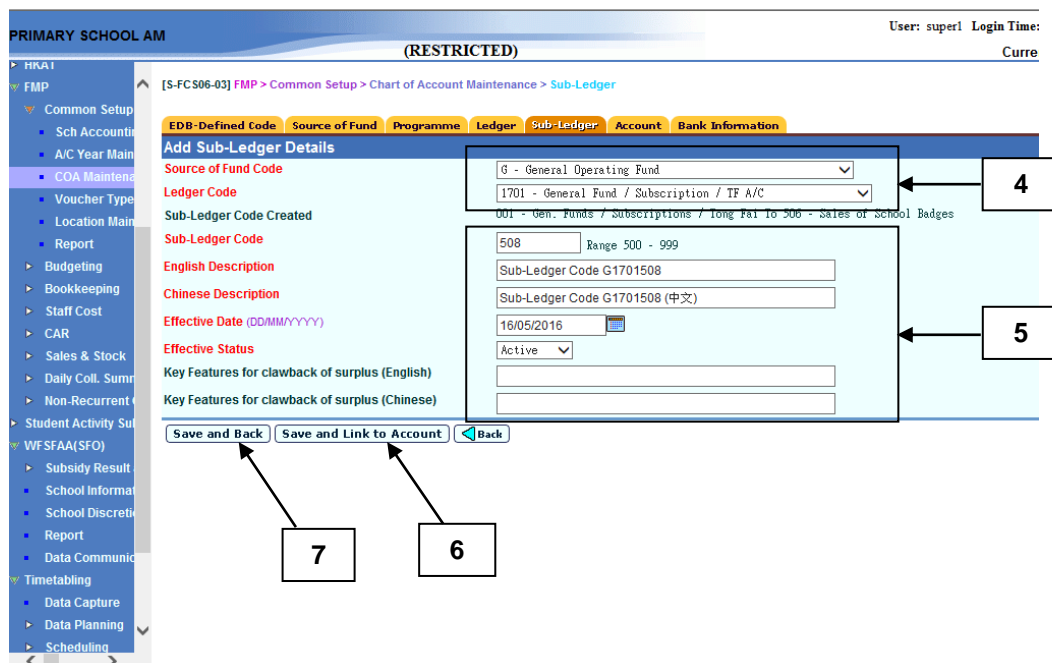 PRIMARY SCHOOL AM
User: super1 Login Time:
(RESTRICTED)
Curre
HKAT
FMP
Common Setup
Sch Accountin
A/C Year Main
COA Maintena
Voucher Type
Location Main
Report
Budgeting
Bookkeeping
Staff Cost
CAR
Sales & Stock
Daily Coll. Summ
Non-Recurrent
Student Activity Sul
WFSFAA(SFO)
Subsidy Result
School Informat
School Discretio
Report
Data Communic
Timetabling
Data Capture
Data Planning
Scheduling
[S-FCS06-03] FMP > Common Setup > Chart of Account Maintenance > Sub-Ledger
EDB-Defined Code Source of Fund Programme Ledger Sub-Ledger Account Bank Information
Add Sub-Ledger Details
Source of Fund Code G - General Operating Fund
Ledger Code 1701 - General Fund / Subscription / TF A/C
4
Sub-Ledger Code Created 001 - Gen. Funds / Subscriptions / Tong Fai To 506 - Sales of School Badges
Sub-Ledger Code 508 Range 500 - 999
English Description Sub-Ledger Code G1701508
Chinese Description Sub-Ledger Code G1701508 (中文)
Effective Date (DD/MM/YYYY) 16/05/2016
5
Effective Status Active
Key Features for clawback of surplus (English)
Key Features for clawback of surplus (Chinese)
Save and Back Save and Link to Account Back
7
6